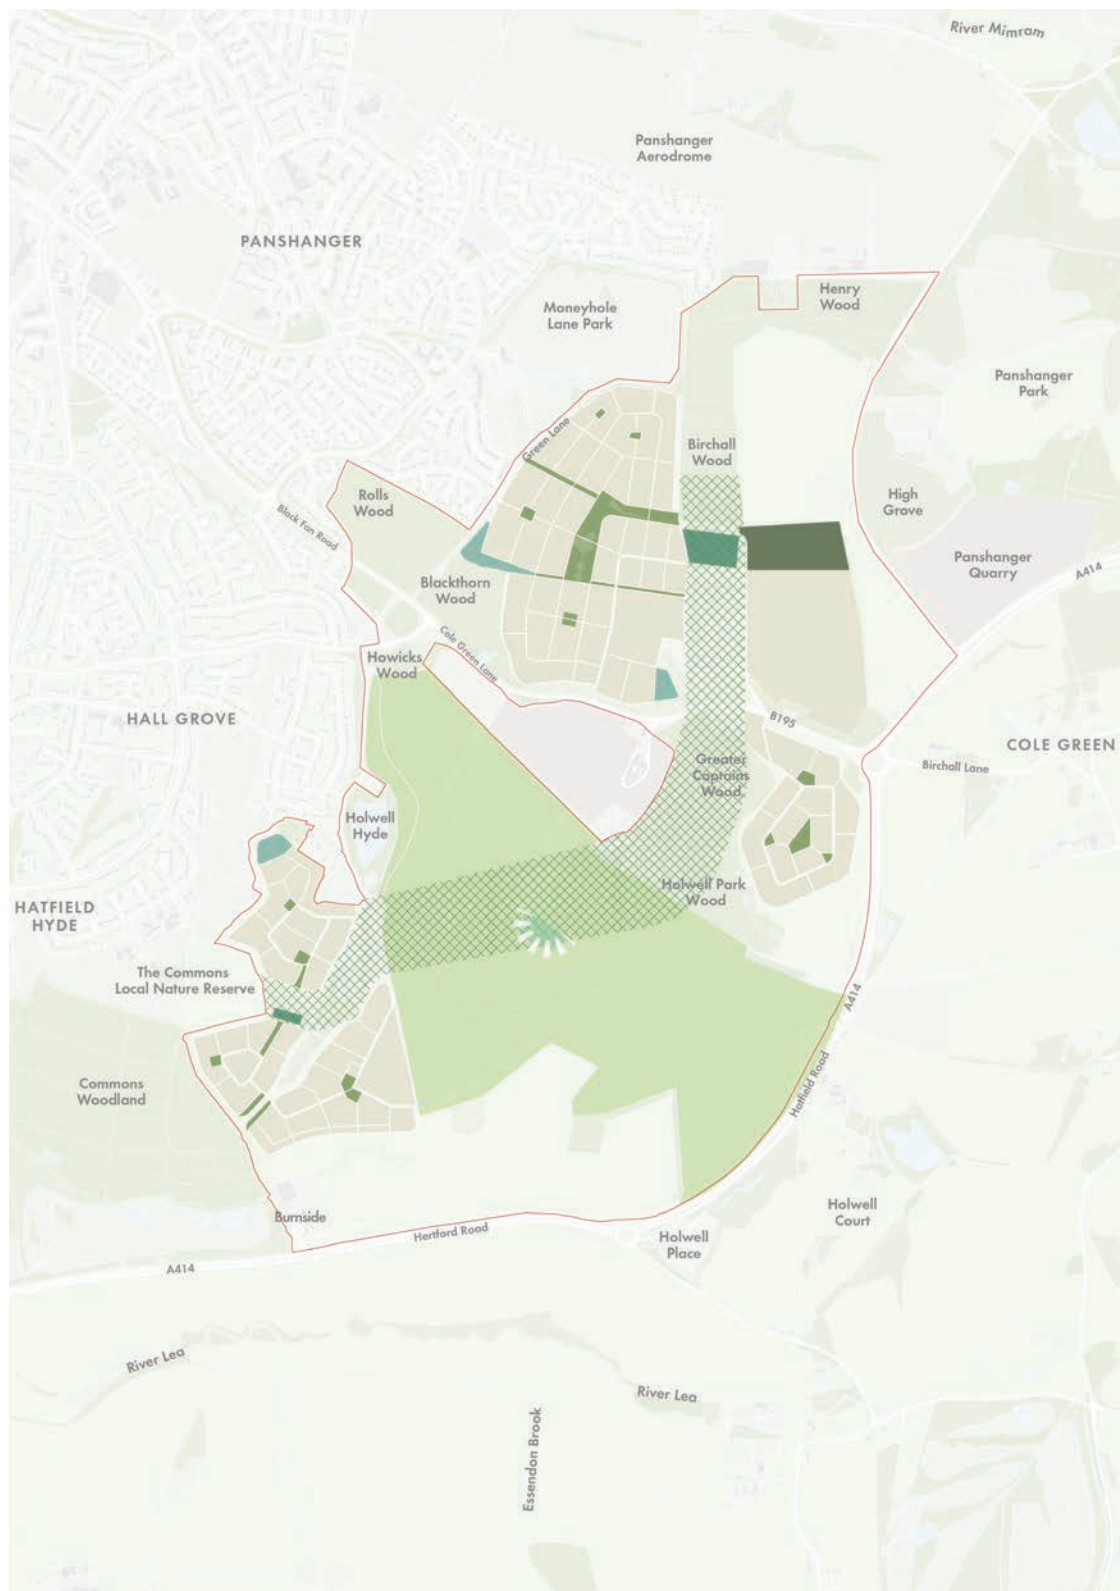 River Mimram
Panshanger
Aerodrome
PANSHANGER
Henry
Wood
Moneyhole
Lane Park
Panshanger
Park
Green Lane
Birchall
Wood
Rolls
Wood
High
Grove
Black Fan Road
Panshanger
Quarry
A414
Blackthorn
Wood
Cole Green Lane
Howicks
Wood
HALL GROVE
B195
COLE GREEN
Birchall Lane
Greater
Captains
Wood
Holwell
Hyde
Holwell Park
Wood
HATFIELD
HYDE
The Commons
Local Nature Reserve
A414
Hatfield Road
Commons
Woodland
Holwell
Court
Burnside
Hertford Road
Holwell
Place
A414
River Lea
River Lea
Essendon Brook